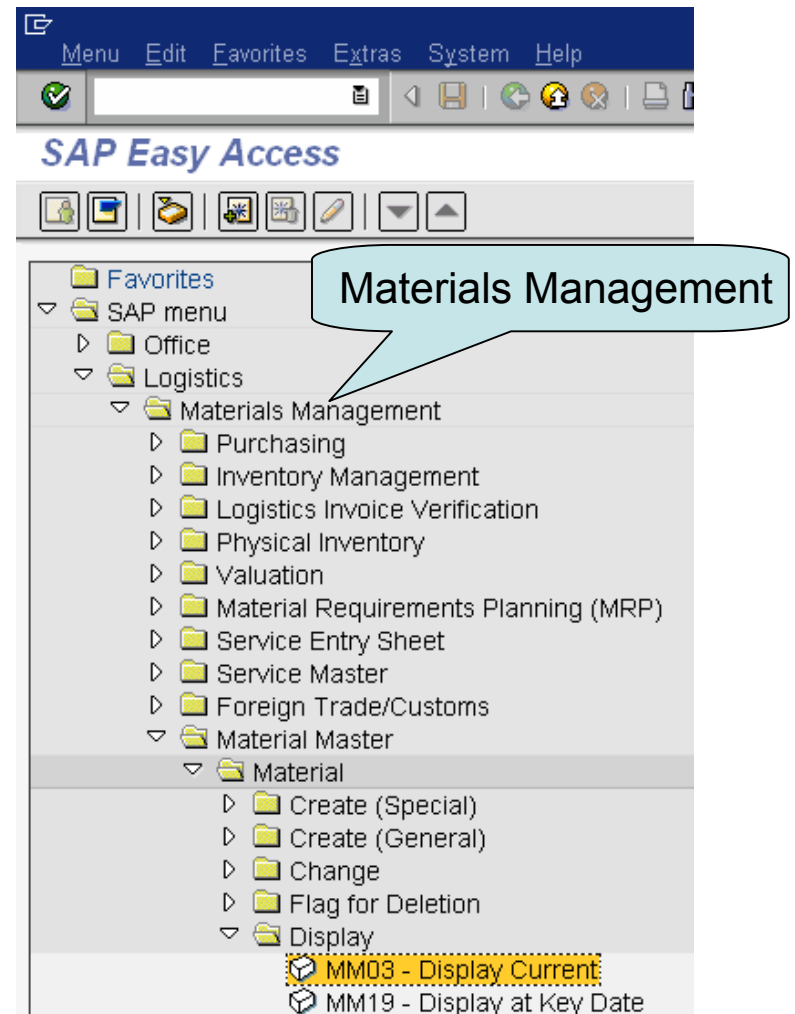 Menu Edit Favorites Extras System Help
SAP Easy Access
Favorites
Materials Management
SAP menu
Office
Logistics
Materials Management
Purchasing
Inventory Management
Logistics Invoice Verification
Physical Inventory
Valuation
Material Requirements Planning (MRP)
Service Entry Sheet
Service Master
Foreign Trade/Customs
Material Master
Material
Create (Special)
Create (General)
Change
Flag for Deletion
Display
MM03 - Display Current
MM19 - Display at Key Date